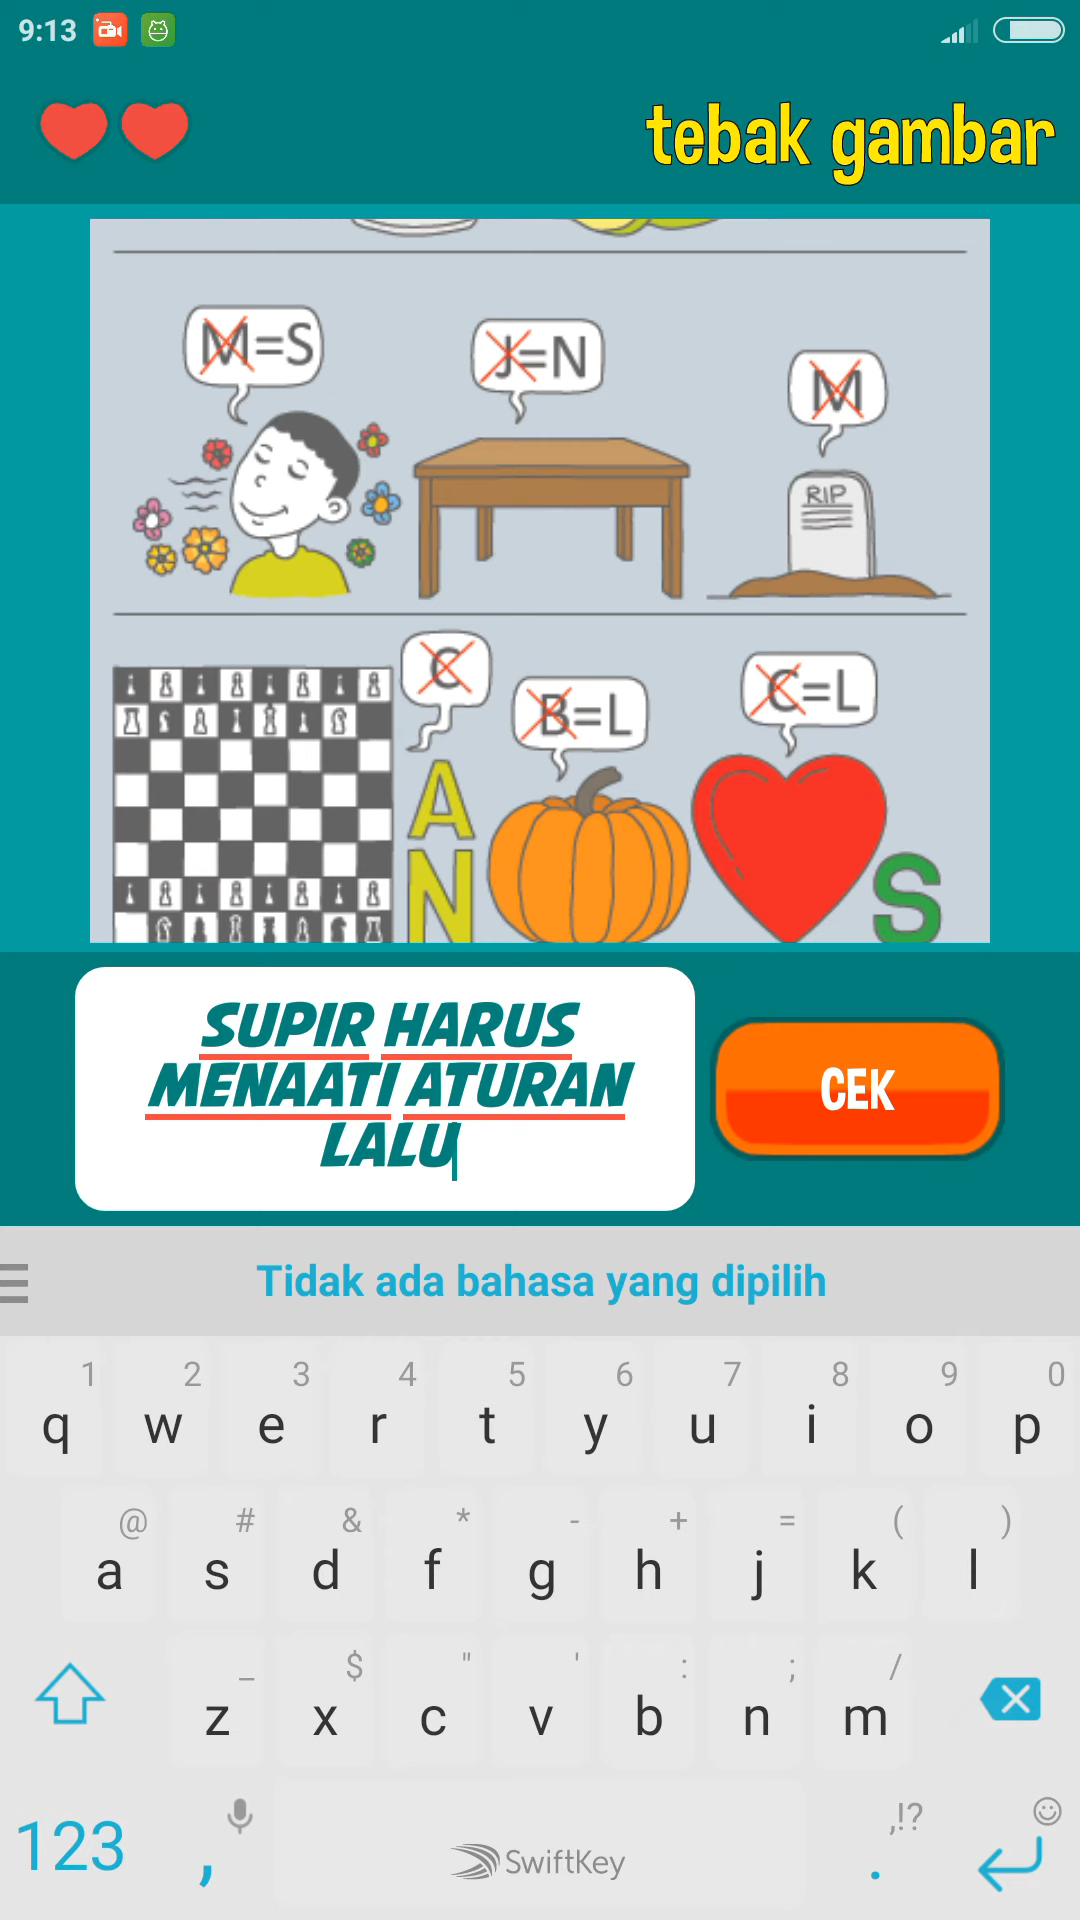 9:13
tebak gambar
M=S
J=N
M
RIP
C
B=L
C=L
A
N
S
SUPIR HARUS
MENAATI ATURAN
LALU
CEK
Tidak ada bahasa yang dipilih
1 2 3 4 5 6 7 8 9 0
q w e r t y u i o p
@ # & * - + = ( )
a s d f g h j k l
_ $ " ' : ; /
z x c v b n m
,!?
123 , SwiftKey .